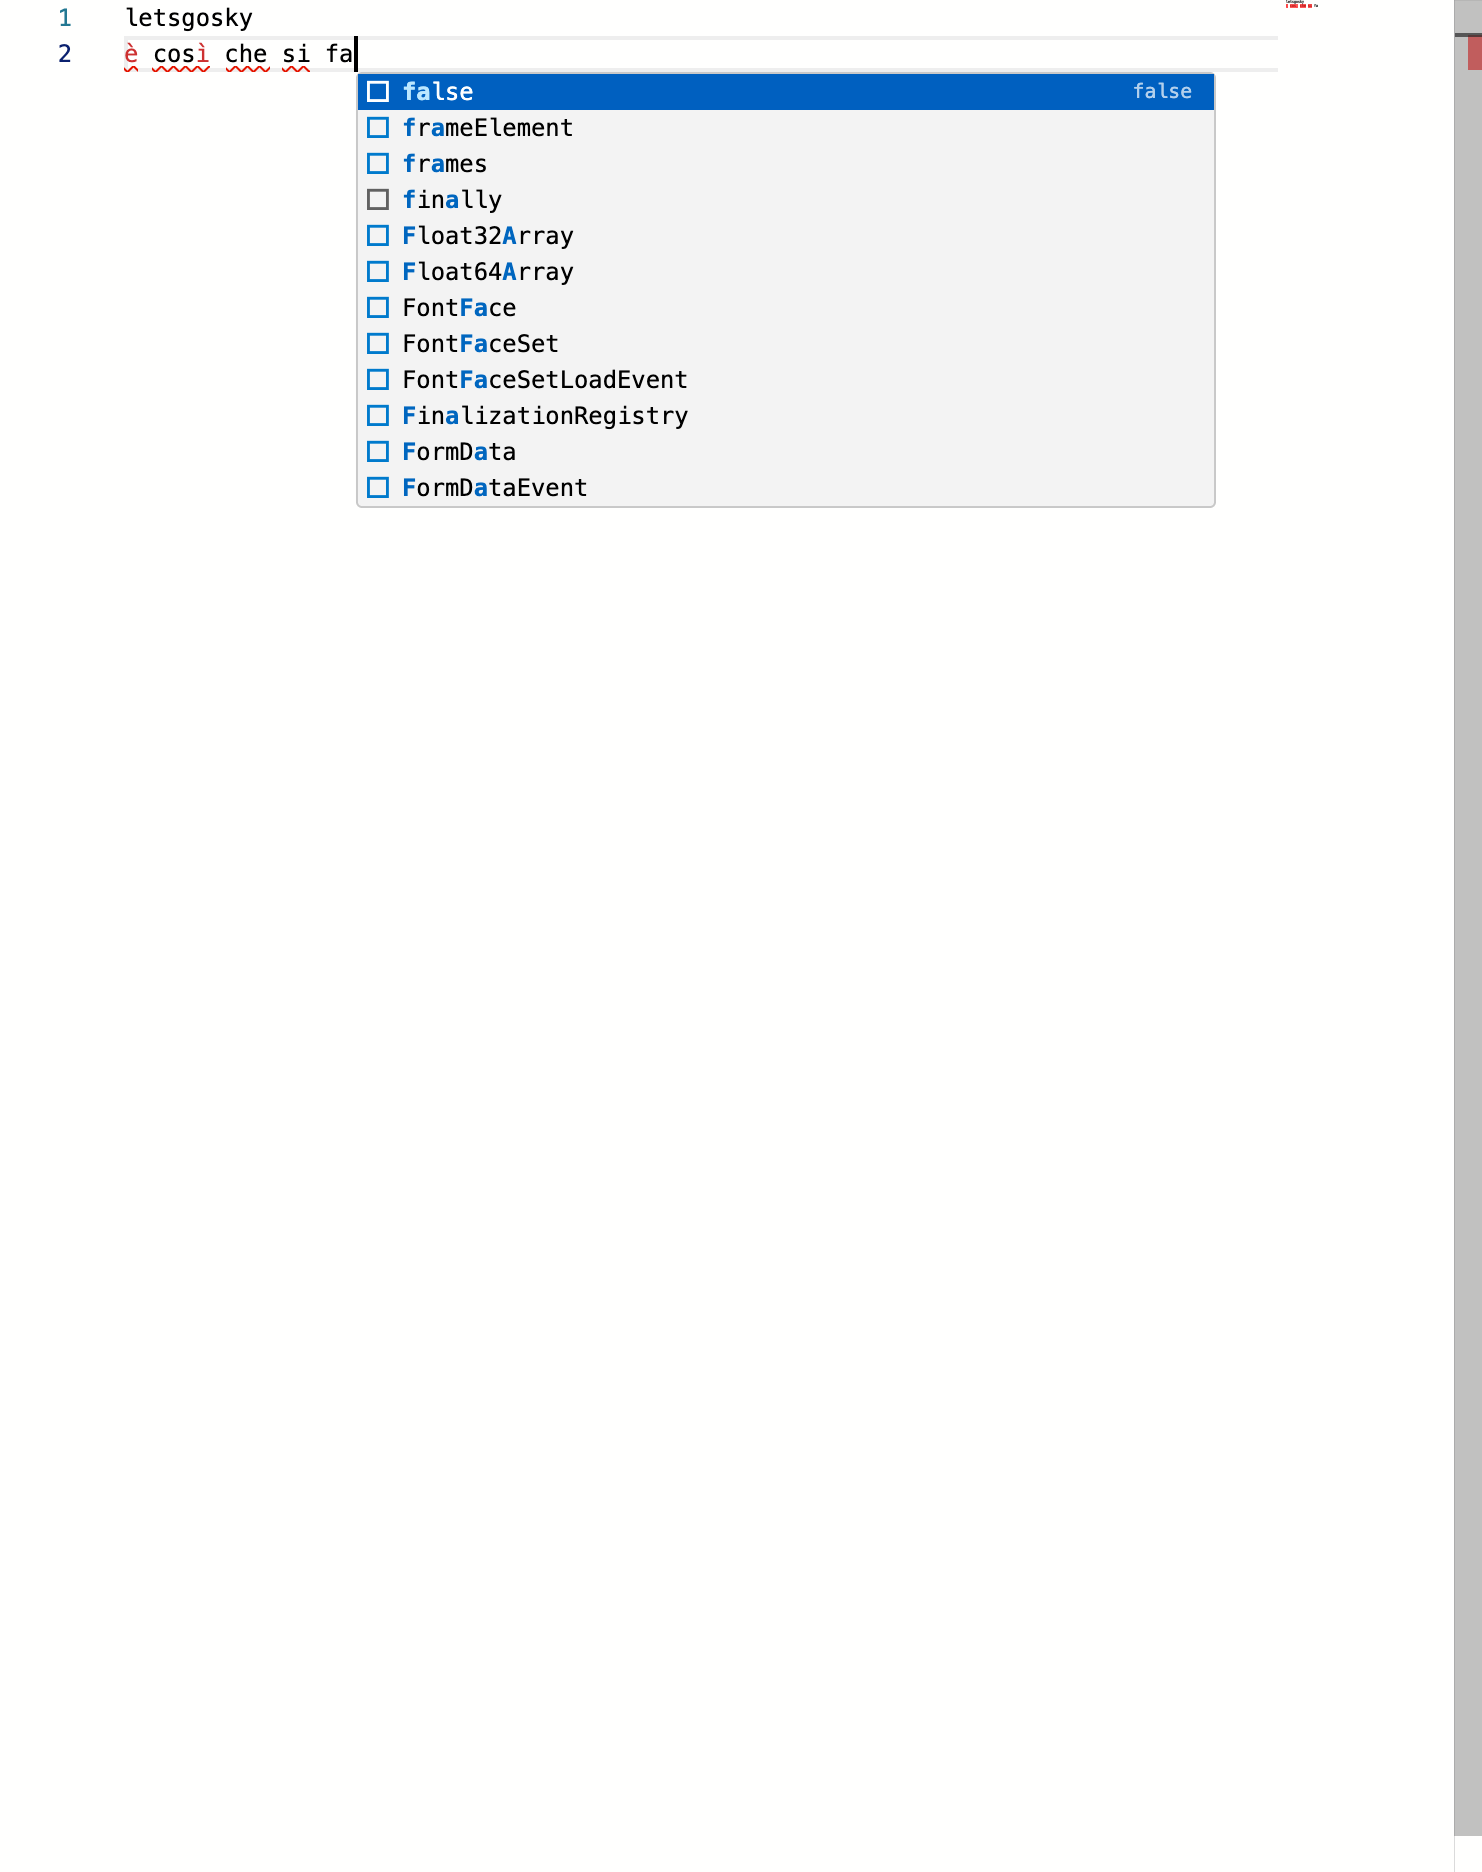 1 letsgosky
2 è così che si fa
false false
frameElement
frames
finally
Float32Array
Float64Array
FontFace
FontFaceSet
FontFaceSetLoadEvent
FinalizationRegistry
FormData
FormDataEvent